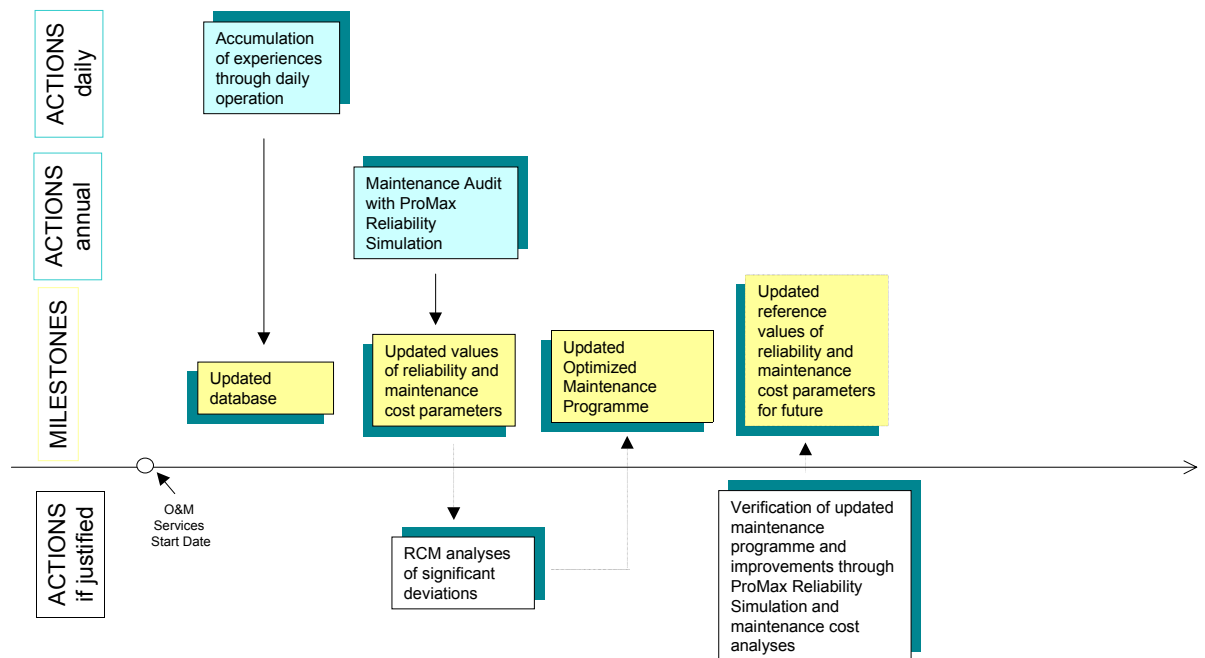 ACTIONS
daily
Accumulation
of experiences
through daily
operation
ACTIONS
annual
Maintenance Audit
with ProMax
Reliability
Simulation
MILESTONES
Updated
database
Updated values
of reliability and
maintenance
cost parameters
Updated
Optimized
Maintenance
Programme
Updated
reference
values of
reliability and
maintenance
cost parameters
for future
O&M
Services
Start Date
ACTIONS
if justified
RCM analyses
of significant
deviations
Verification of updated
maintenance
programme and
improvements through
ProMax Reliability
Simulation and
maintenance cost
analyses